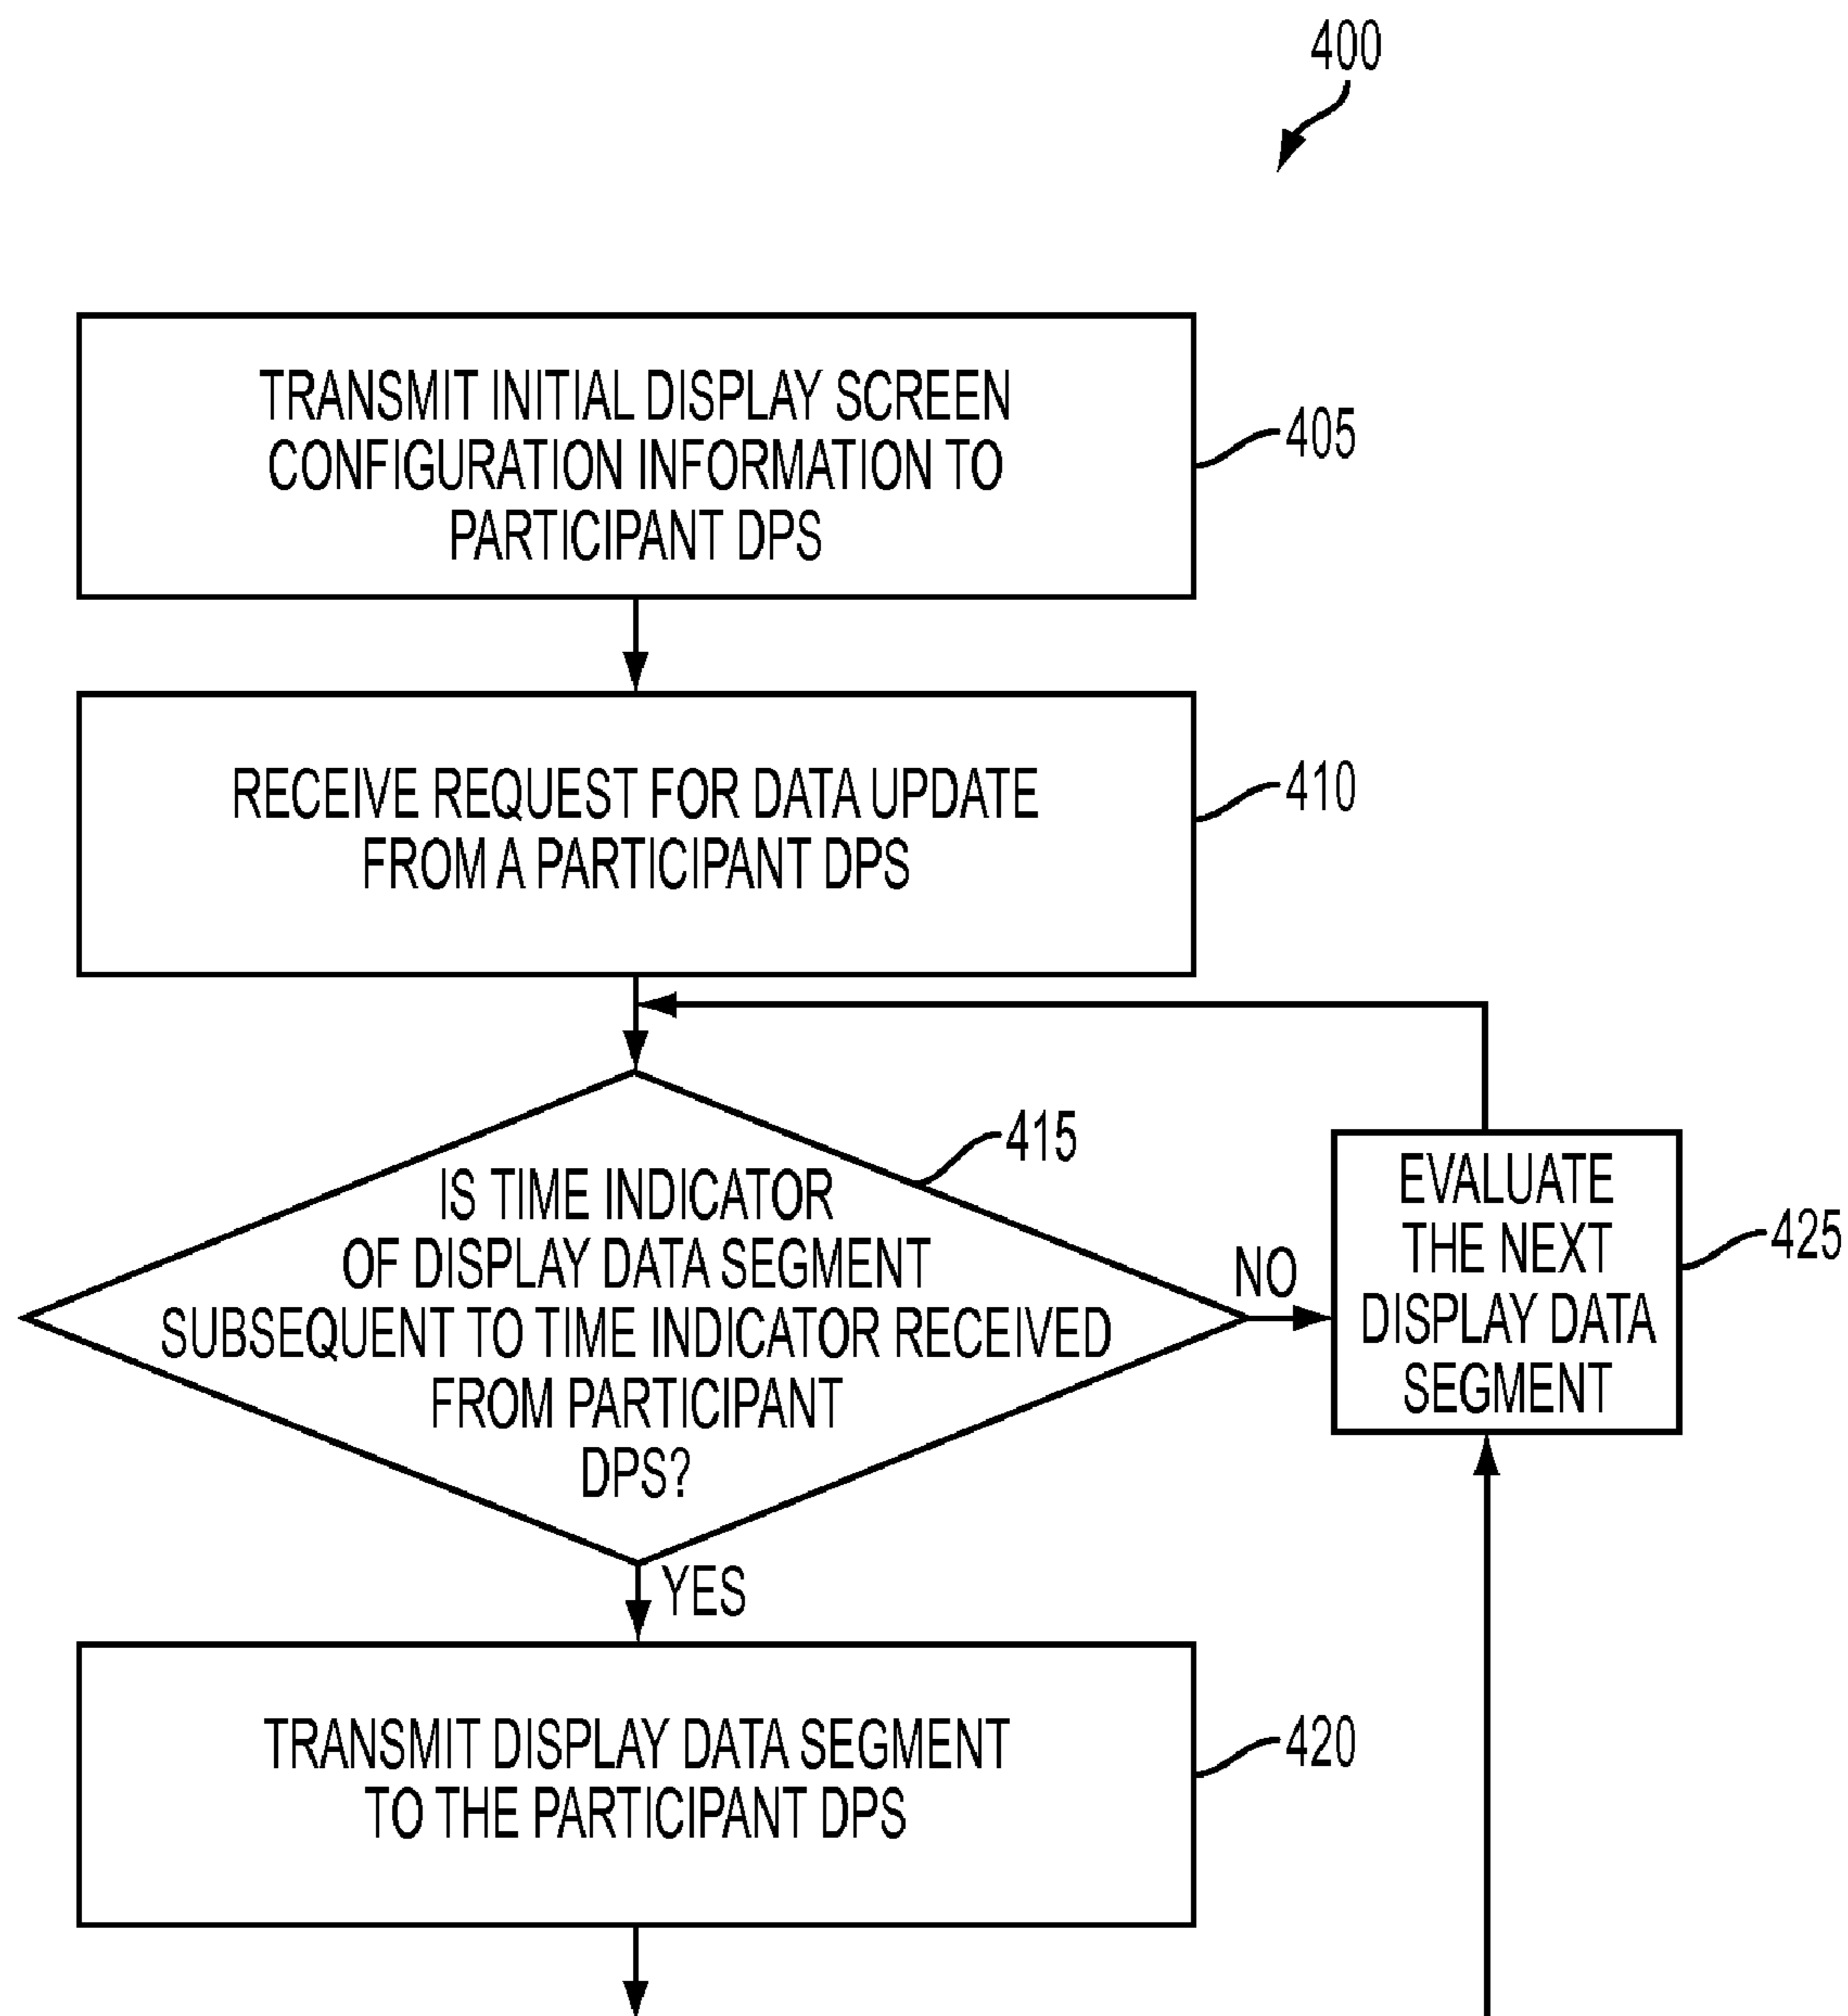 400
TRANSMIT INITIAL DISPLAY SCREEN
CONFIGURATION INFORMATION TO
PARTICIPANT DPS
405
RECEIVE REQUEST FOR DATA UPDATE
FROM A PARTICIPANT DPS
410
IS TIME INDICATOR
OF DISPLAY DATA SEGMENT
SUBSEQUENT TO TIME INDICATOR RECEIVED
FROM PARTICIPANT
DPS?
415
NO
EVALUATE
THE NEXT
DISPLAY DATA
SEGMENT
425
YES
TRANSMIT DISPLAY DATA SEGMENT
TO THE PARTICIPANT DPS
420